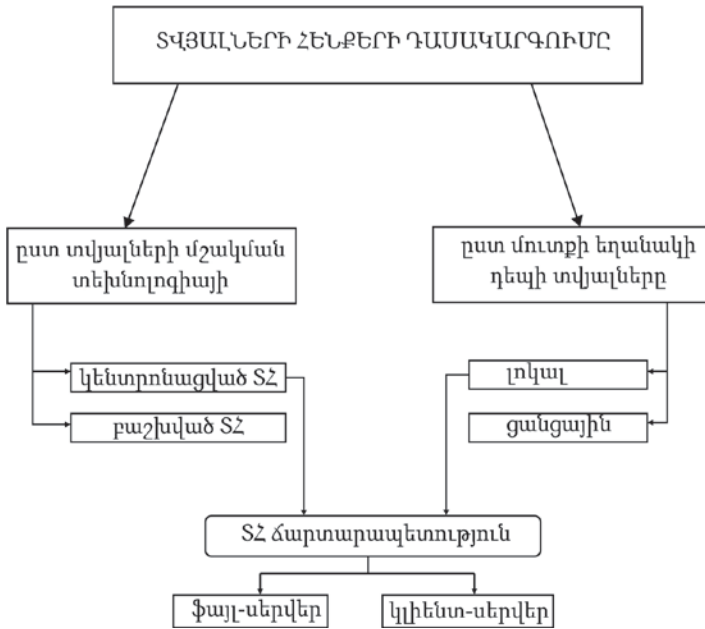 ՏՎՅԱԼՆԵՐԻ ՀԵՆՔԵՐԻ ԴԱՍԱԿԱՐԳՈՒՄԸ
ըստ տվյալների մշակման
տեխնոլոգիայի
ըստ մուտքի եղանակի
դեպի տվյալները
կենտրոնացված ՏՀ
բաշխված ՏՀ
լոկալ
ցանցային
ՏՀ ճարտարապետություն
ֆայլ-սերվեր
կլիենտ-սերվեր